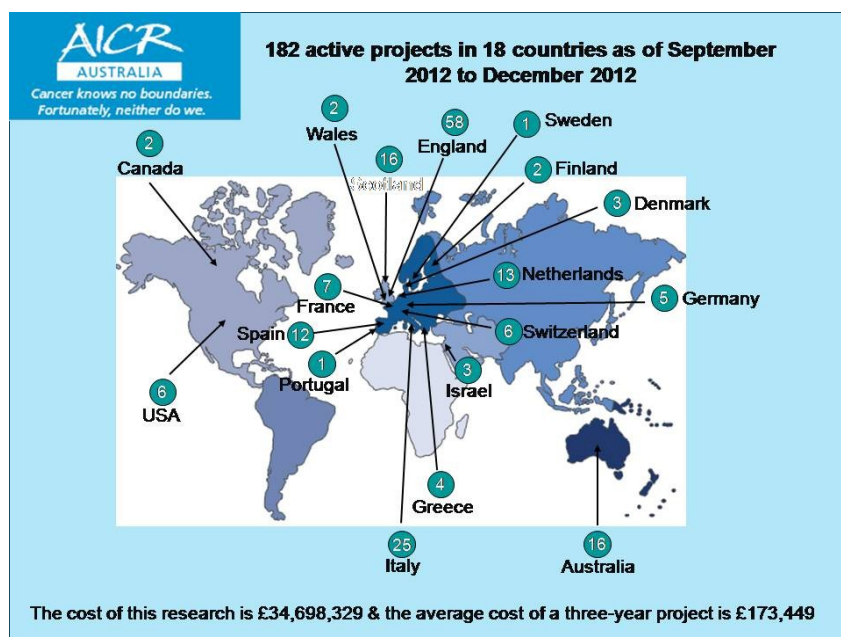 AICR
AUSTRALIA
Cancer knows no boundaries.
Fortunately, neither do we.
182 active projects in 18 countries as of September
2012 to December 2012
2
Canada
2
Wales
58
England
1
Sweden
16
Scotland
2
Finland
3
Denmark
7
France
13
Netherlands
5
Germany
Spain
12
6
Switzerland
1
Portugal
3
Israel
6
USA
4
Greece
25
Italy
16
Australia
The cost of this research is £34,698,329 & the average cost of a three-year project is £173,449